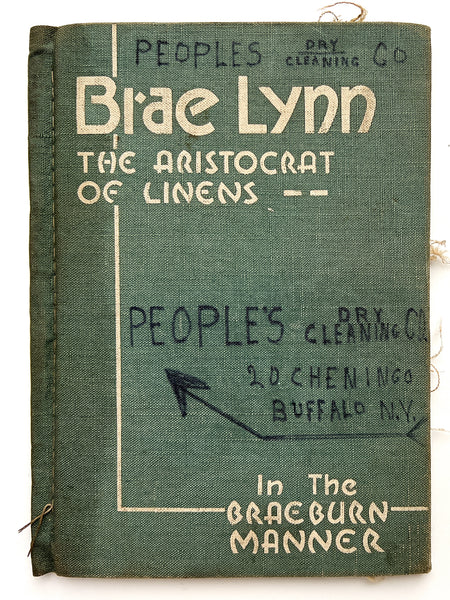 PEOPLES DRY CLEANING CO
Brae Lynn
THE ARISTOCRAT
OF LINENS --
PEOPLE'S DRY CLEANING CO
20 CHENINGO
BUFFALO N.Y.
In The
BRAEBURN
MANNER